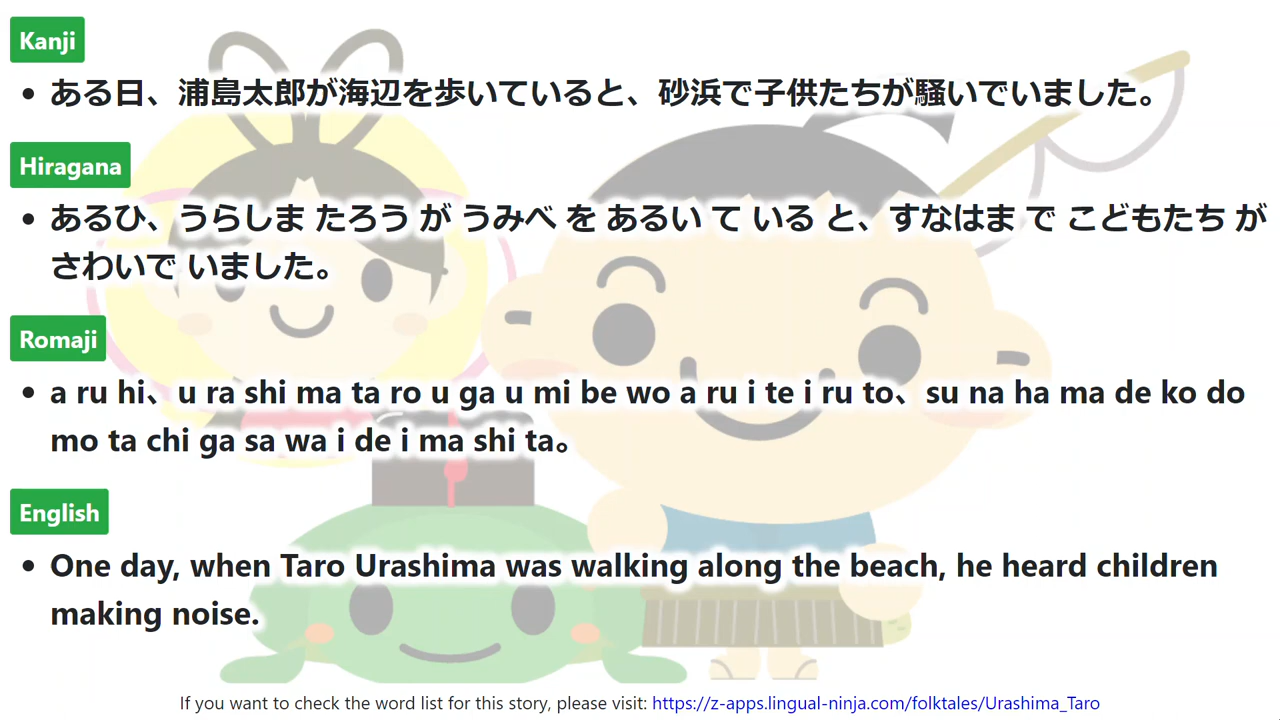 Kanji
• ある日、浦島太郎が海辺を歩いていると、砂浜で子供たちが騒いでいました。
Hiragana
• あるひ、うらしま たろう が うみべ を あるい て いる と、すなはま で こどもたち が
さわいで いました。
Romaji
• a ru hi、u ra shi ma ta ro u ga u mi be wo a ru i te i ru to、su na ha ma de ko do
mo ta chi ga sa wa i de i ma shi ta。
English
• One day, when Taro Urashima was walking along the beach, he heard children
making noise.
If you want to check the word list for this story, please visit: https://z-apps.lingual-ninja.com/folktales/Urashima_Taro